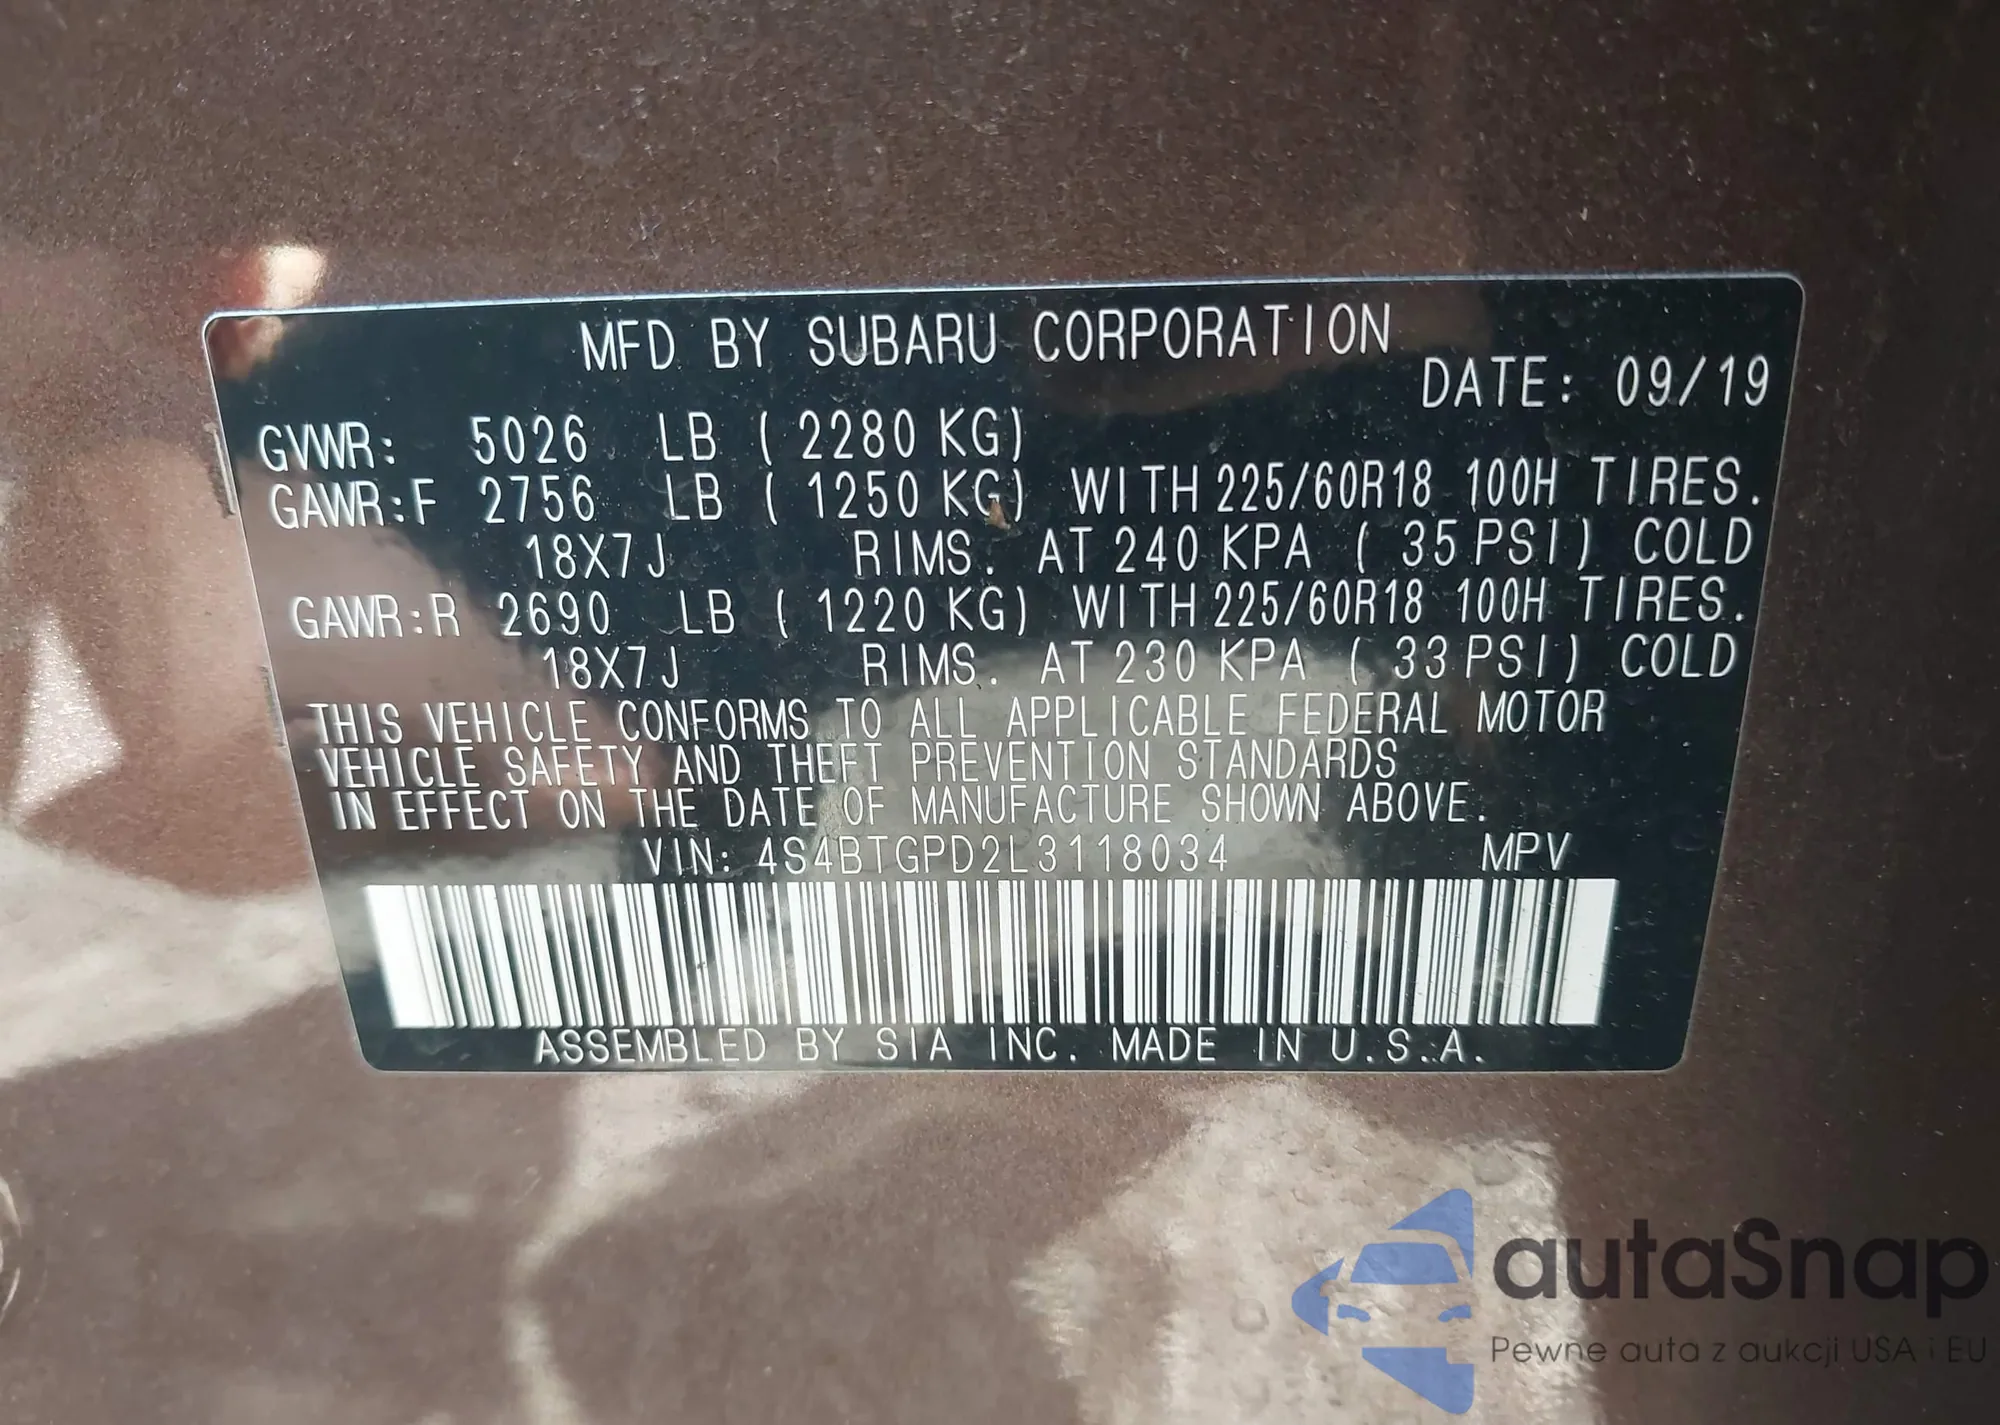 MFD BY SUBARU CORPORATION
DATE: 09/19
GVWR: 5026 LB ( 2280 KG)
GAWR:F 2756 LB ( 1250 KG) WITH 225/60R18 100H TIRES.
18X7J RIMS. AT 240 KPA ( 35 PSI) COLD
GAWR:R 2690 LB ( 1220 KG) WITH 225/60R18 100H TIRES.
18X7J RIMS. AT 230 KPA ( 33 PSI) COLD
THIS VEHICLE CONFORMS TO ALL APPLICABLE FEDERAL MOTOR
VEHICLE SAFETY AND THEFT PREVENTION STANDARDS
IN EFFECT ON THE DATE OF MANUFACTURE SHOWN ABOVE.
VIN: 4S4BTGPD2L3118034 MPV
ASSEMBLED BY SIA INC. MADE IN U.S.A.
autaSnap
Pewne auta z aukcji USA i EU